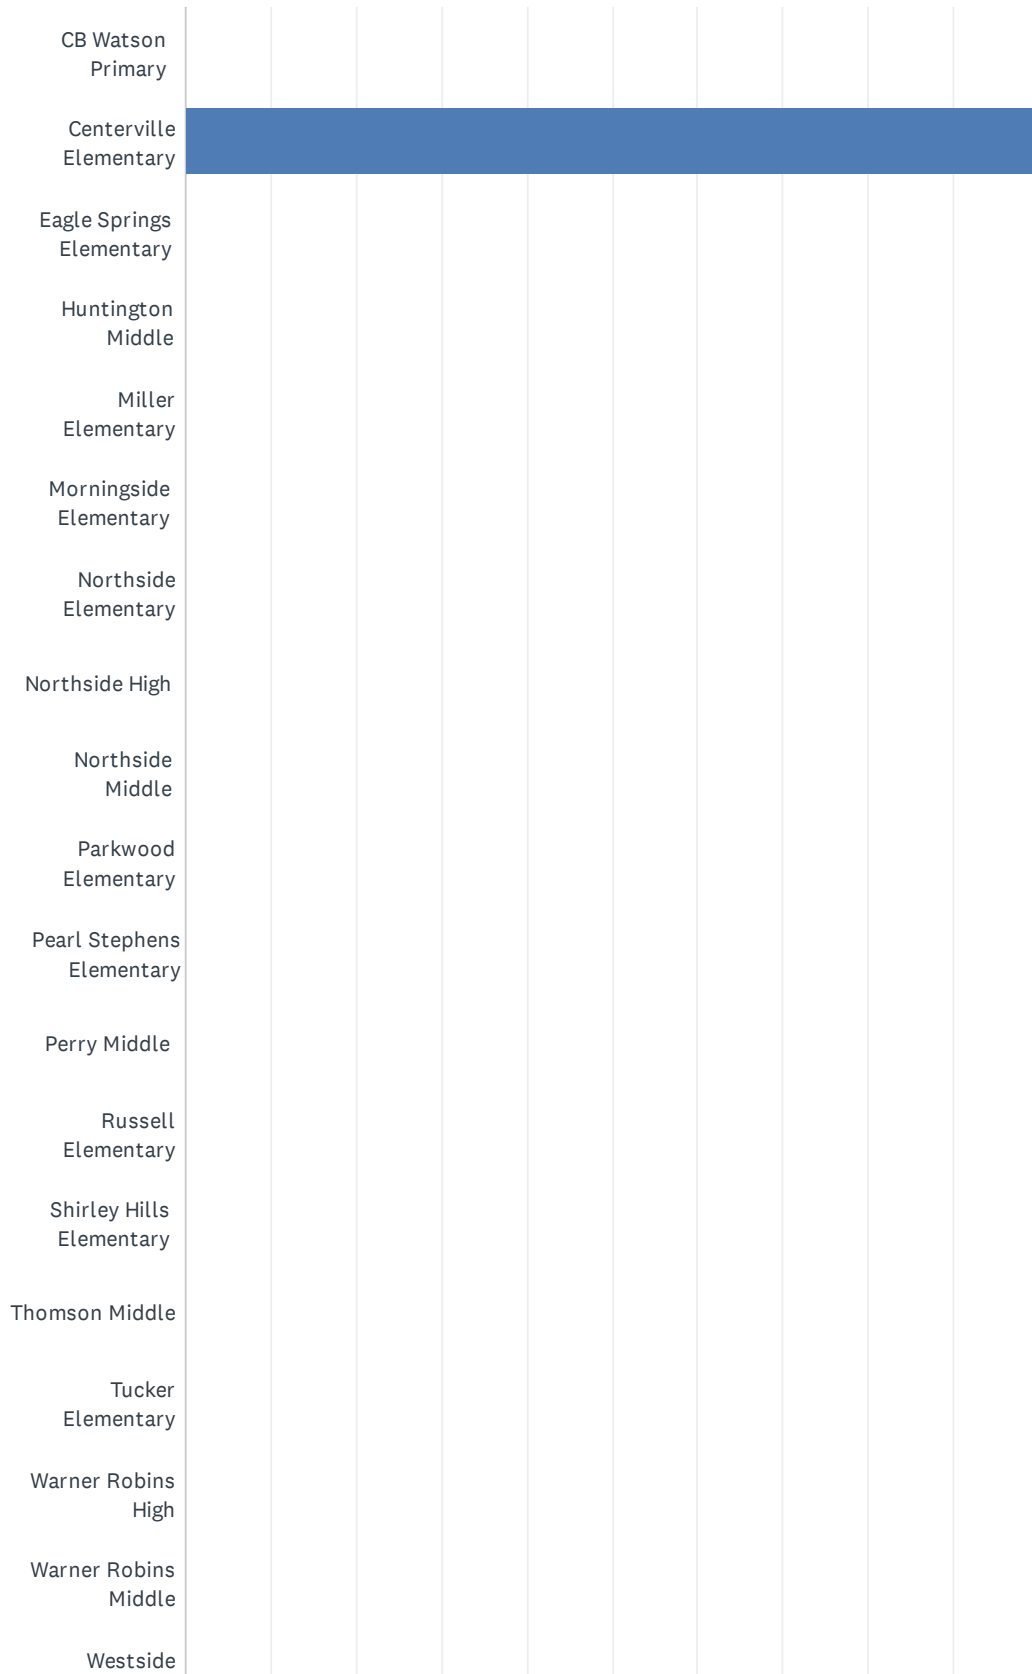 CB Watson
Primary
Centerville
Elementary
Eagle Springs
Elementary
Huntington
Middle
Miller
Elementary
Morningside
Elementary
Northside
Elementary
Northside High
Northside
Middle
Parkwood
Elementary
Pearl Stephens
Elementary
Perry Middle
Russell
Elementary
Shirley Hills
Elementary
Thomson Middle
Tucker
Elementary
Warner Robins
High
Warner Robins
Middle
Westside